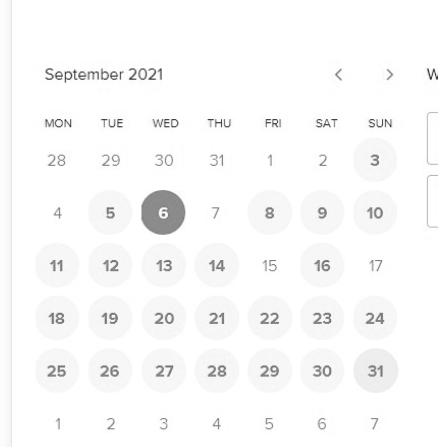 September 2021 < > W
MON TUE WED THU FRI SAT SUN
28 29 30 31 1 2 3
4 5 6 7 8 9 10
11 12 13 14 15 16 17
18 19 20 21 22 23 24
25 26 27 28 29 30 31
1 2 3 4 5 6 7